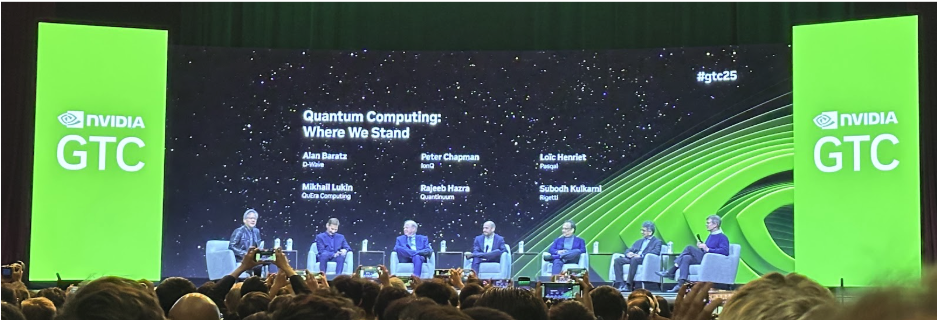 NVIDIA
GTC
#gtc25
Quantum Computing:
Where We Stand
Alan Baratz
D-Wave
Peter Chapman
IonQ
Loïc Henriet
Pasqal
Mikhail Lukin
QuEra Computing
Rajeeb Hazra
Quantinuum
Subodh Kulkarni
Rigetti
NVIDIA
GTC